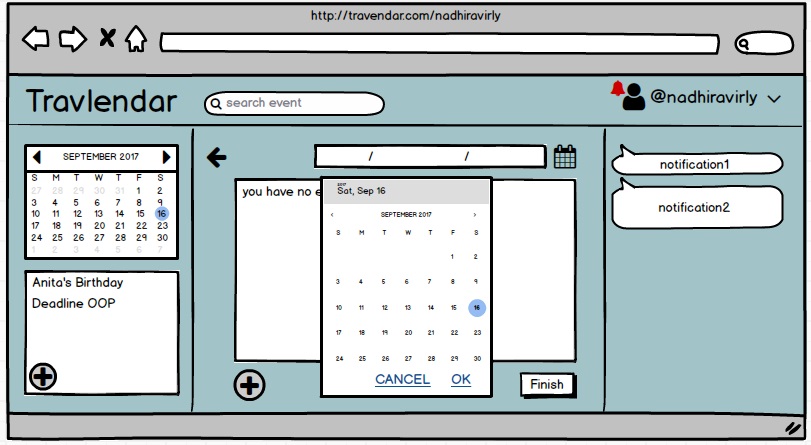 http://travendar.com/nadhiravirly
Travlendar
search event
@nadhiravirly
SEPTEMBER 2017
S M T W T F S
27 28 29 30 31 1 2
3 4 5 6 7 8 9
10 11 12 13 14 15 16
17 18 19 20 21 22 23
24 25 26 27 28 29 30
1 2 3 4 5 6 7
Anita's Birthday
Deadline OOP
/ /
you have no e
2017
Sat, Sep 16
‹ SEPTEMBER 2017 ›
S M T W T F S
1 2
3 4 5 6 7 8 9
10 11 12 13 14 15 16
17 18 19 20 21 22 23
24 25 26 27 28 29 30
CANCEL OK
Finish
notification1
notification2